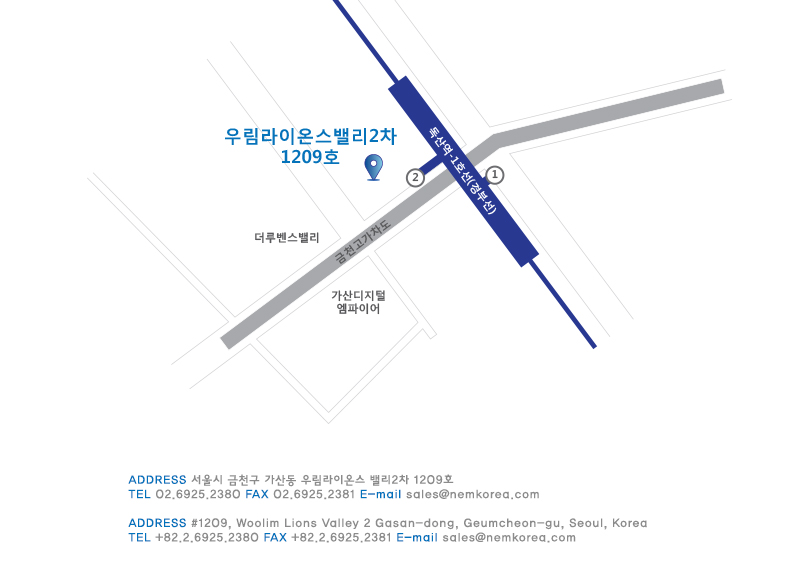 우림라이온스밸리2차
1209호
독산역-1호선(경부선)
2
1
더루벤스밸리
금천고가차도
가산디지털
엠파이어
ADDRESS 서울시 금천구 가산동 우림라이온스 밸리2차 1209호
TEL 02.6925.2380 FAX 02.6925.2381 E-mail sales@nemkorea.com
ADDRESS #1209, Woolim Lions Valley 2 Gasan-dong, Geumcheon-gu, Seoul, Korea
TEL +82.2.6925.2380 FAX +82.2.6925.2381 E-mail sales@nemkorea.com